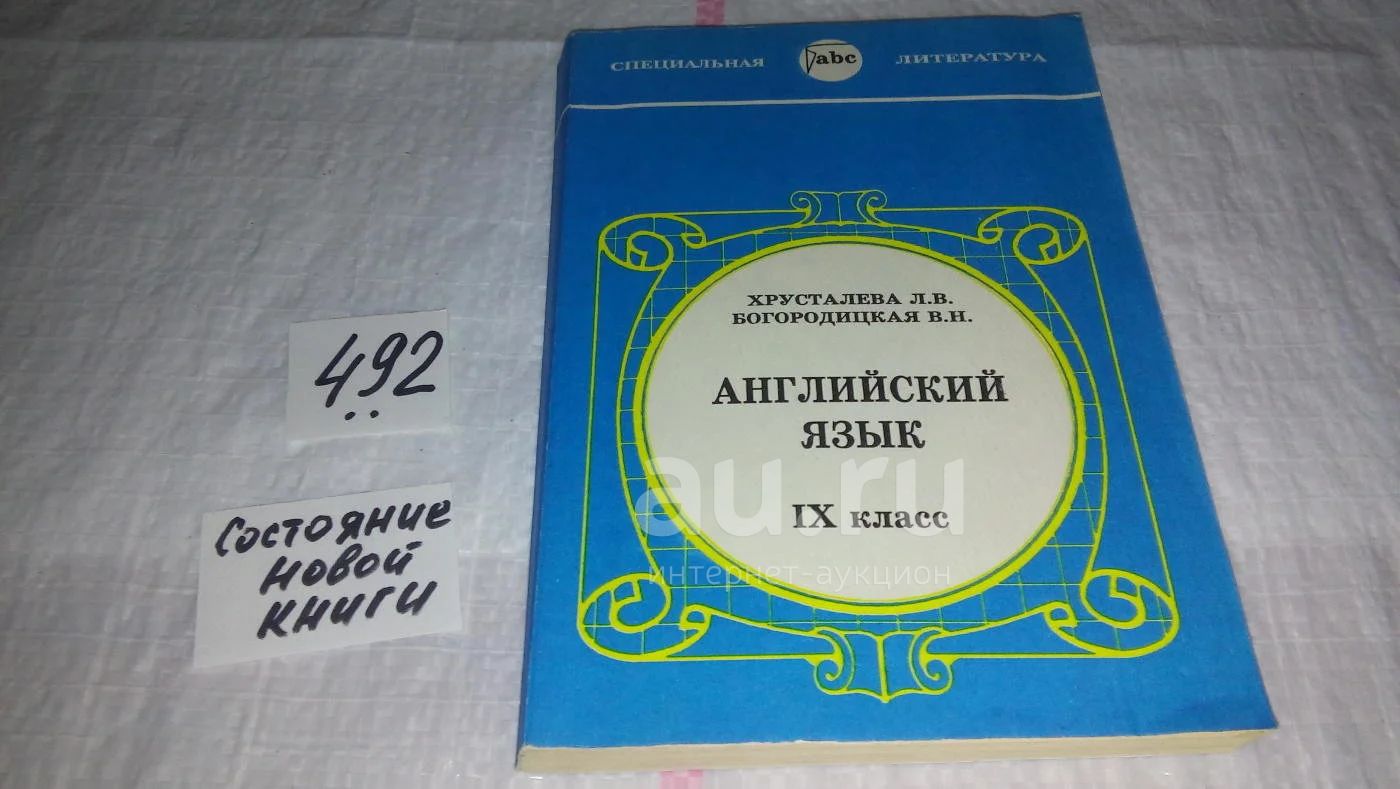 СПЕЦИАЛЬНАЯ abc ЛИТЕРАТУРА
ХРУСТАЛЕВА Л.В.
БОГОРОДИЦКАЯ В.Н.
АНГЛИЙСКИЙ
ЯЗЫК
IX класс
au.ru
интернет-аукцион
492
Состояние
новой
книги